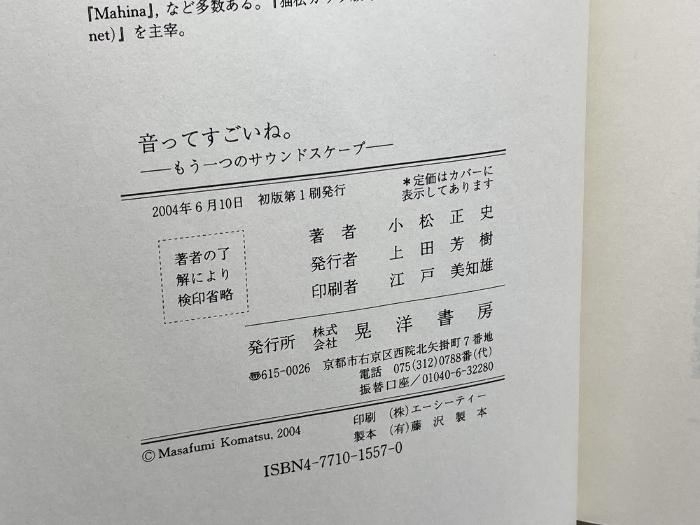 『Mahina』, など多数ある。
net)』を主宰。
音ってすごいね。
──もう一つのサウンドスケープ──
2004年6月10日 初版第1刷発行
*定価はカバーに
表示してあります
著者の了
解により
検印省略
著者 小松正史
発行者 上田芳樹
印刷者 江戸美知雄
発行所 株式会社 晃洋書房
〠615-0026 京都市右京区西院北矢掛町7番地
電話 075(312)0788番(代)
振替口座/01040-6-32280
© Masafumi Komatsu, 2004
印刷 (株)エーシーティー
製本 (有)藤沢製本
ISBN4-7710-1557-0